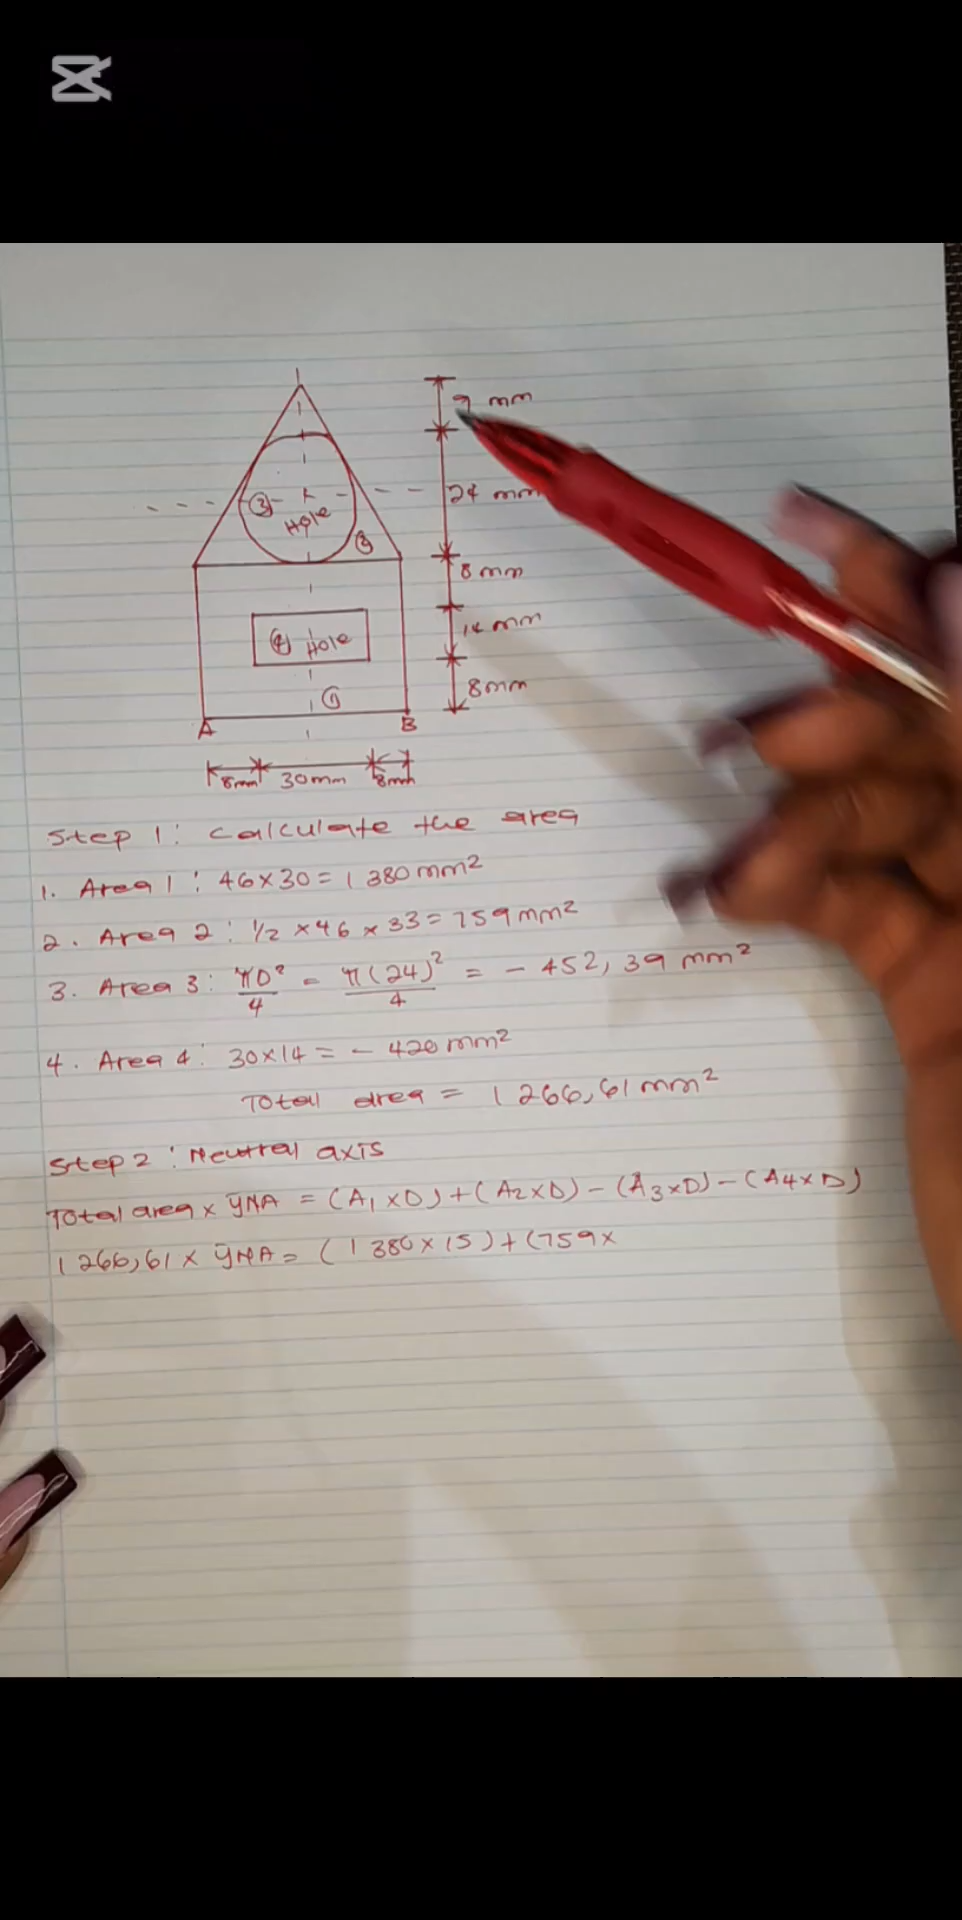 9 mm
24 mm
③ Hole
③
8 mm
14 mm
④ Hole
8mm
①
A B
8mm 30mm 8mm
Step 1: Calculate the area
1. Area 1: 46×30 = 1 380 mm²
2. Area 2: 1/2 × 46 × 33 = 759 mm²
3. Area 3: πD²/4 = π(24)²/4 = - 452,39 mm²
4. Area 4: 30×14 = - 420 mm²
Total area = 1 266,61 mm²
Step 2: Neutral axis
Total area × ȳNA = (A₁ ×D) + (A2×D) - (A3×D) - (A4×D)
1 266,61 × ȳNA = (1 380×15) + (759×